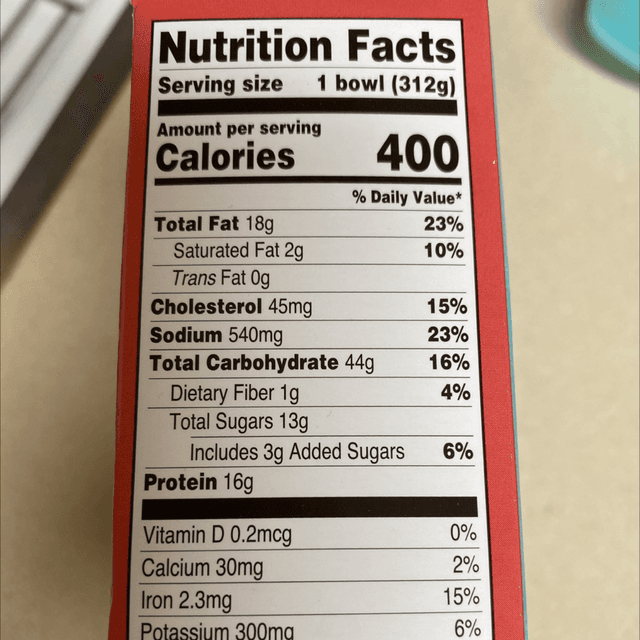 Nutrition Facts
Serving size 1 bowl (312g)
Amount per serving
Calories 400
% Daily Value*
Total Fat 18g 23%
Saturated Fat 2g 10%
Trans Fat 0g
Cholesterol 45mg 15%
Sodium 540mg 23%
Total Carbohydrate 44g 16%
Dietary Fiber 1g 4%
Total Sugars 13g
Includes 3g Added Sugars 6%
Protein 16g
Vitamin D 0.2mcg 0%
Calcium 30mg 2%
Iron 2.3mg 15%
Potassium 300mg 6%